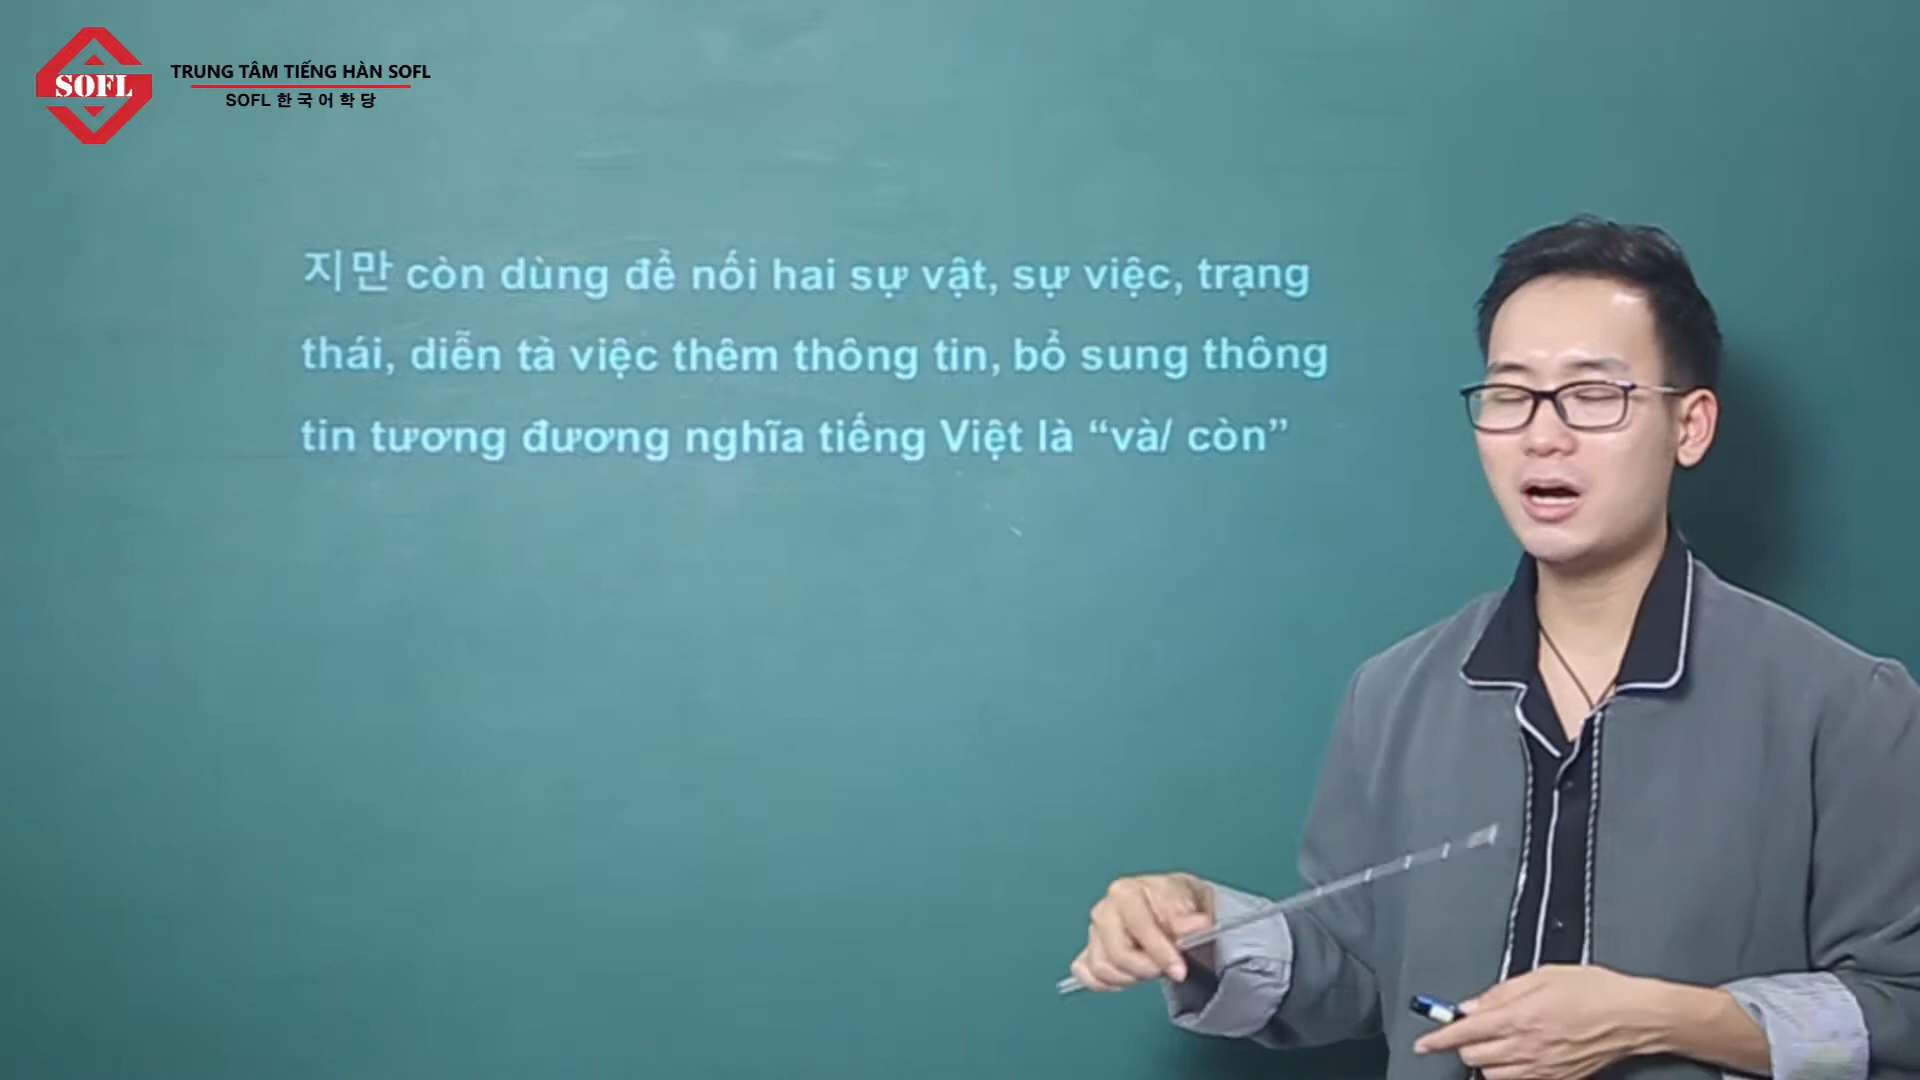 SOFL
TRUNG TÂM TIẾNG HÀN SOFL
SOFL 한국어학당
지만 còn dùng để nối hai sự vật, sự việc, trạng
thái, diễn tả việc thêm thông tin, bổ sung thông
tin tương đương nghĩa tiếng Việt là “và/ còn”